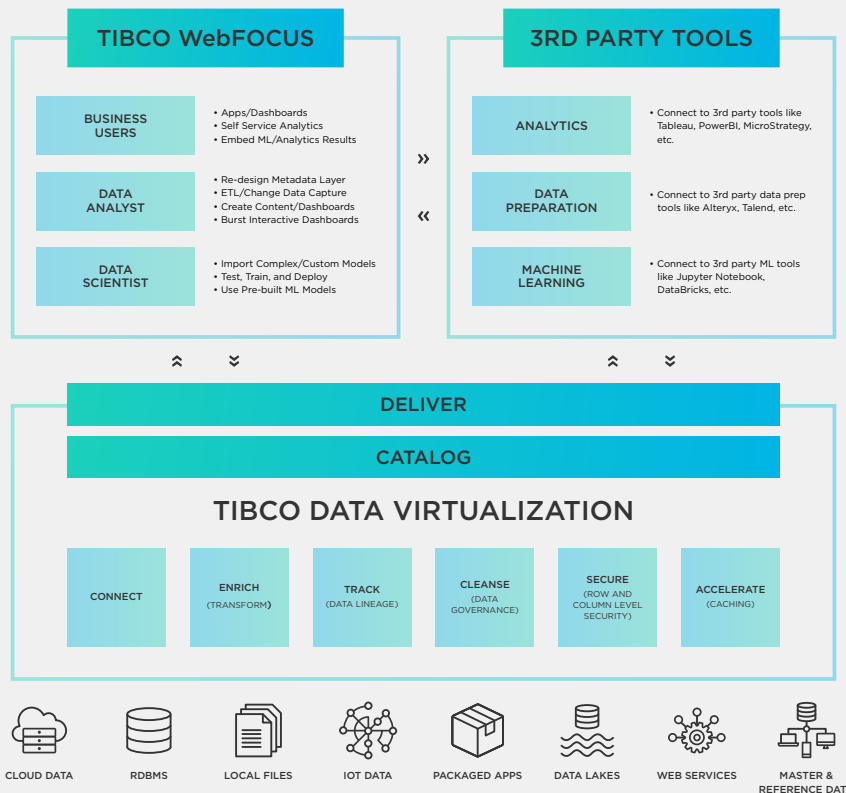 TIBCO WebFOCUS
BUSINESS
USERS
• Apps/Dashboards
• Self Service Analytics
• Embed ML/Analytics Results
DATA
ANALYST
• Re-design Metadata Layer
• ETL/Change Data Capture
• Create Content/Dashboards
• Burst Interactive Dashboards
DATA
SCIENTIST
• Import Complex/Custom Models
• Test, Train, and Deploy
• Use Pre-built ML Models
3RD PARTY TOOLS
ANALYTICS
• Connect to 3rd party tools like
Tableau, PowerBI, MicroStrategy,
etc.
DATA
PREPARATION
• Connect to 3rd party data prep
tools like Alteryx, Talend, etc.
MACHINE
LEARNING
• Connect to 3rd party ML tools
like Jupyter Notebook,
DataBricks, etc.
DELIVER
CATALOG
TIBCO DATA VIRTUALIZATION
CONNECT
ENRICH
(TRANSFORM)
TRACK
(DATA LINEAGE)
CLEANSE
(DATA
GOVERNANCE)
SECURE
(ROW AND
COLUMN LEVEL
SECURITY)
ACCELERATE
(CACHING)
CLOUD DATA
RDBMS
LOCAL FILES
IOT DATA
PACKAGED APPS
DATA LAKES
WEB SERVICES
MASTER &
REFERENCE DAT